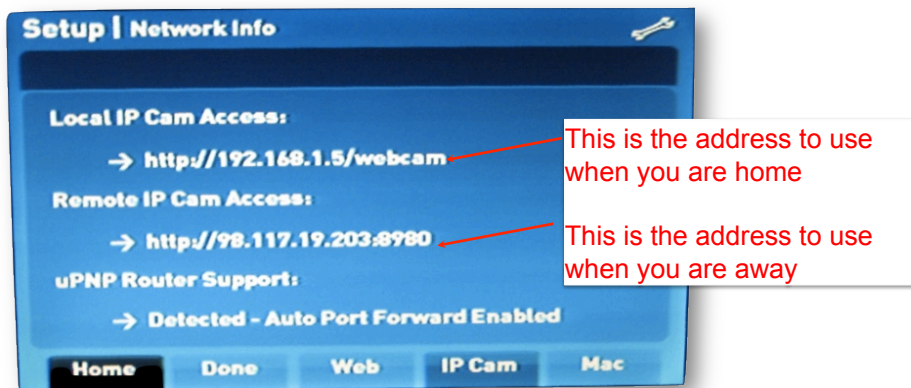 Setup | Network Info
Local IP Cam Access:
→ http://192.168.1.5/webcam
This is the address to use
when you are home
Remote IP Cam Access:
→ http://98.117.19.203:8980
This is the address to use
when you are away
uPNP Router Support:
→ Detected - Auto Port Forward Enabled
Home Done Web IP Cam Mac